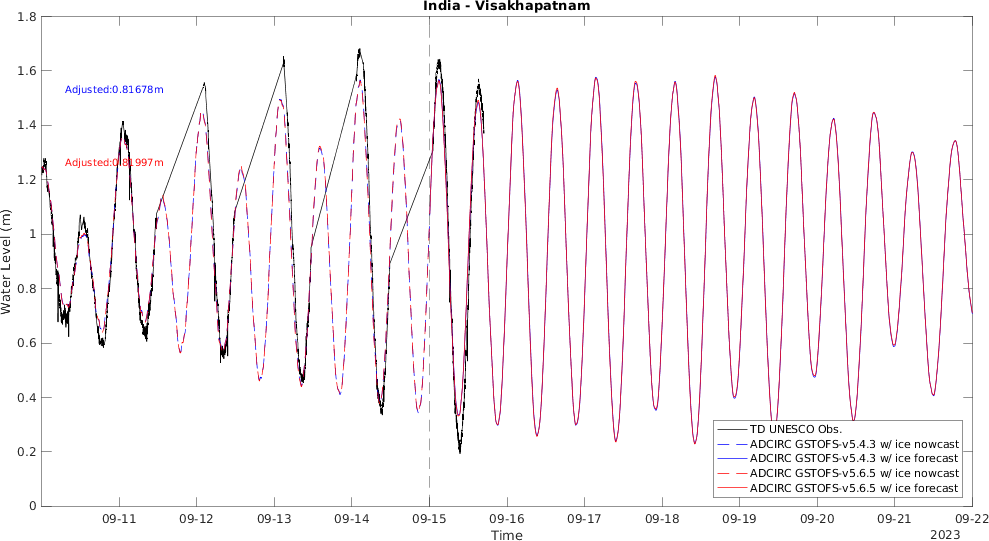 India - Visakhapatnam
1.8
1.6
1.4
1.2
1
0.8
0.6
0.4
0.2
0
Water Level (m)
Adjusted:0.81678m
Adjusted:0.81997m
TD UNESCO Obs.
ADCIRC GSTOFS-v5.4.3 w/ ice nowcast
ADCIRC GSTOFS-v5.4.3 w/ ice forecast
ADCIRC GSTOFS-v5.6.5 w/ ice nowcast
ADCIRC GSTOFS-v5.6.5 w/ ice forecast
09-11 09-12 09-13 09-14 09-15 09-16 09-17 09-18 09-19 09-20 09-21 09-22
Time
2023